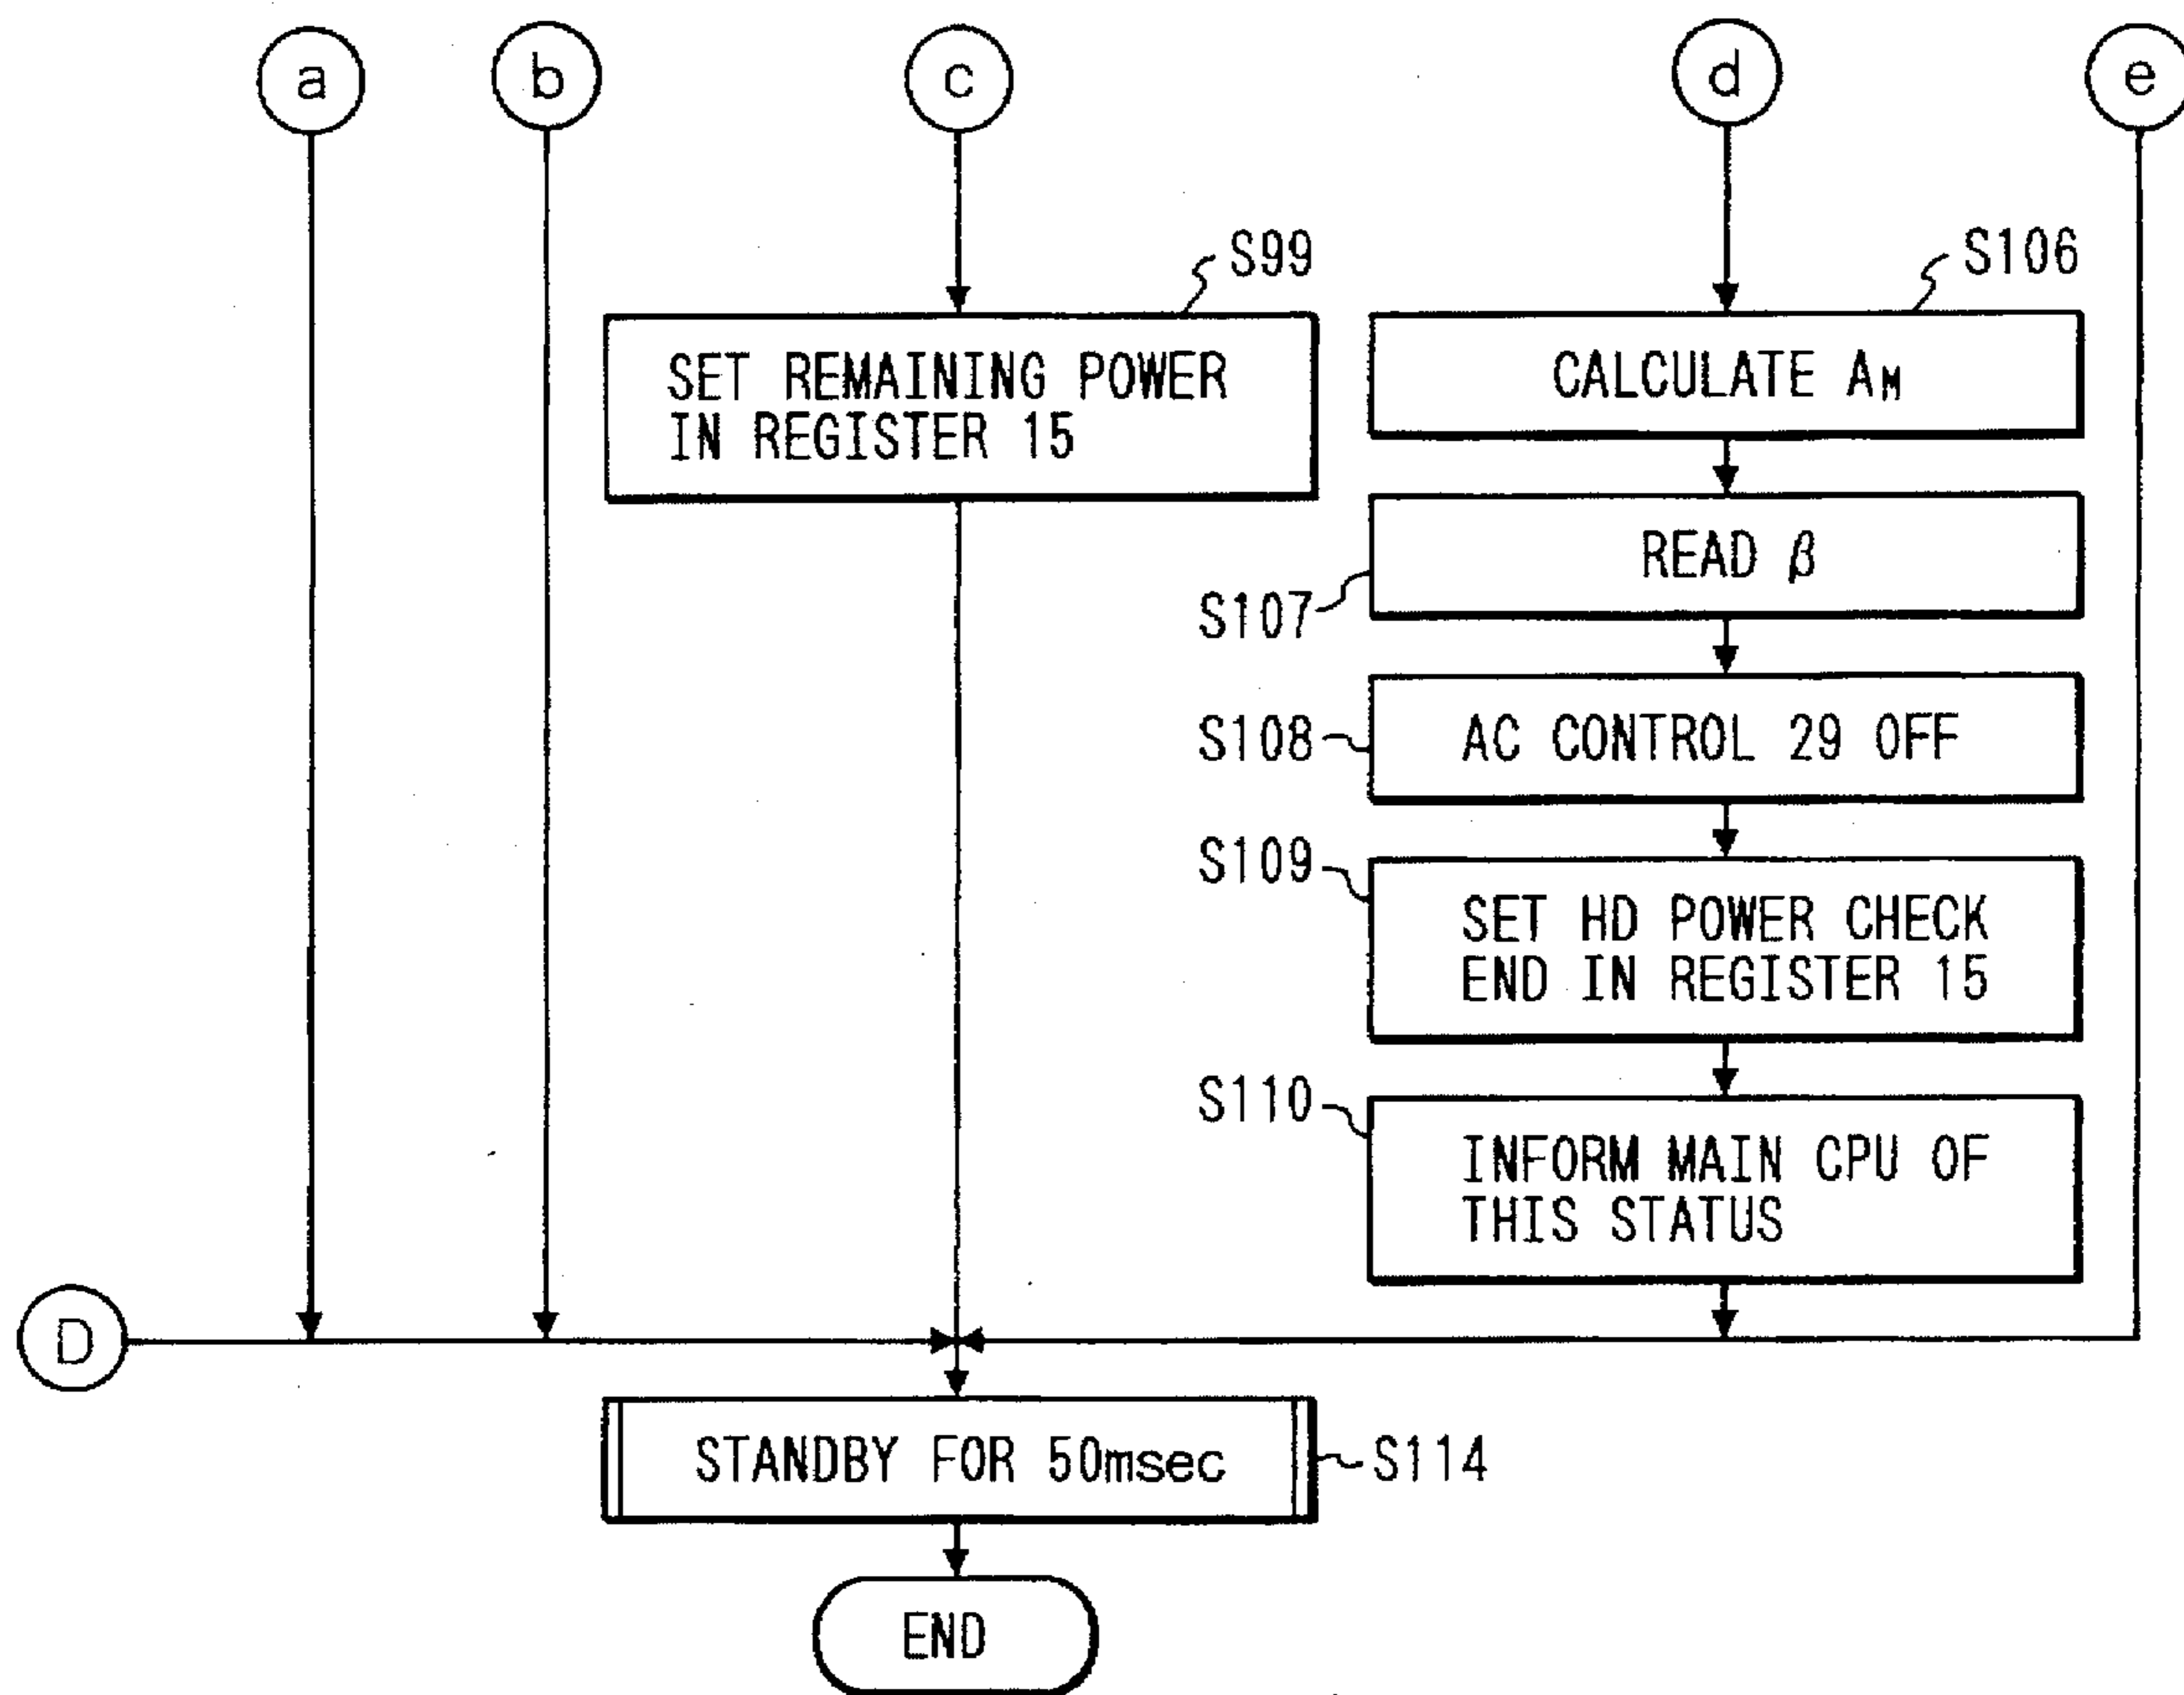 a
b
c
d
e
S99
SET REMAINING POWER
IN REGISTER 15
S106
CALCULATE AM
READ β
S107
S108
AC CONTROL 29 OFF
S109
SET HD POWER CHECK
END IN REGISTER 15
S110
INFORM MAIN CPU OF
THIS STATUS
D
STANDBY FOR 50msec
S114
END